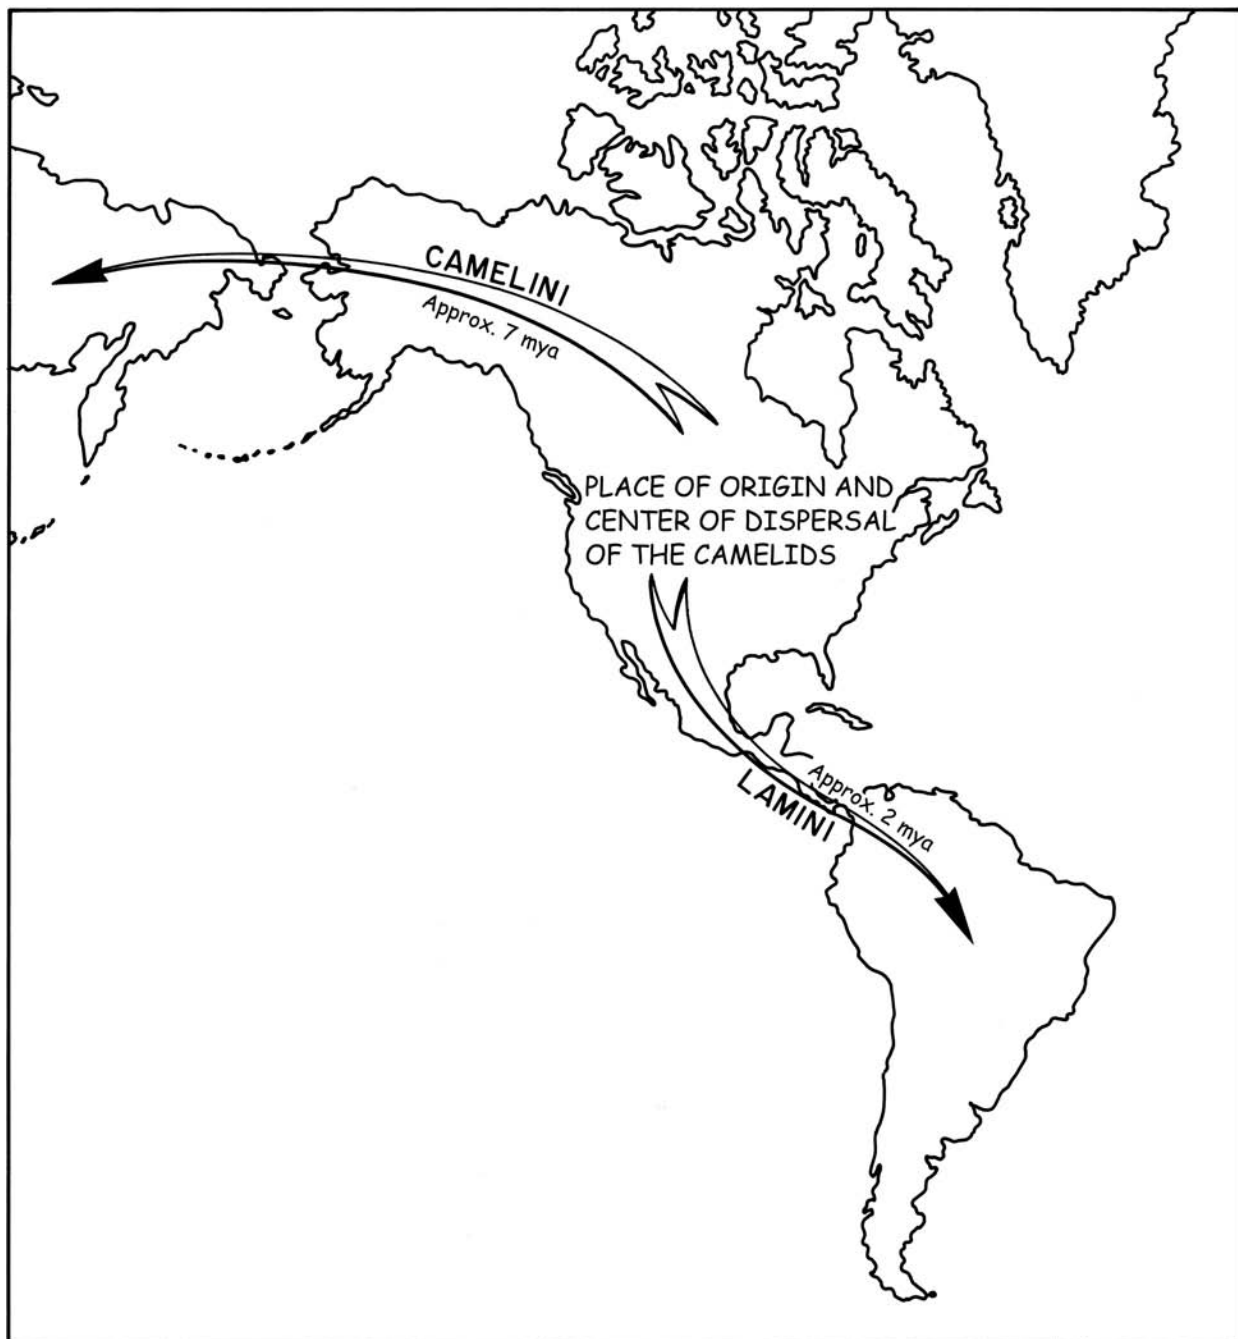 CAMELINI
Approx. 7 mya
PLACE OF ORIGIN AND
CENTER OF DISPERSAL
OF THE CAMELIDS
Approx. 2 mya
LAMINI